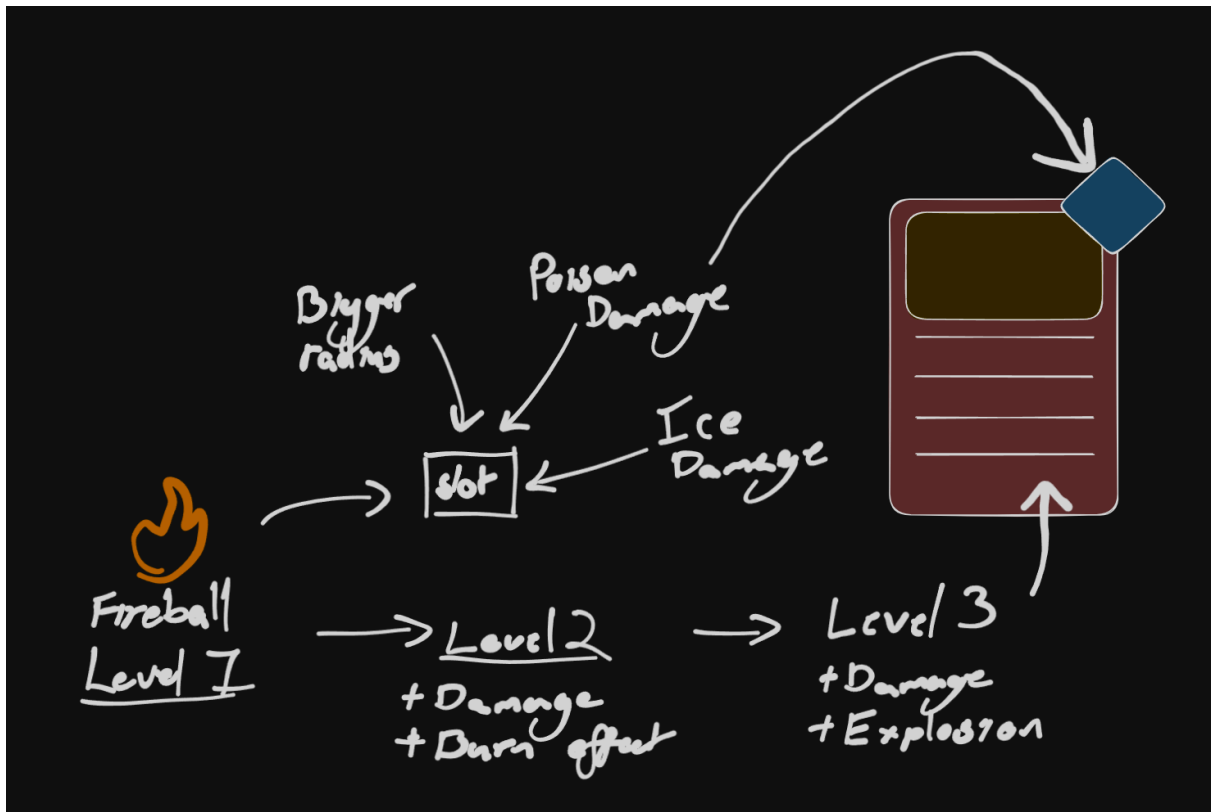 Bigger
radius
Poison
Damage
Ice
Damage
slot
Fireball
Level 1
Level 2
+ Damage
+ Burn effect
Level 3
+ Damage
+ Explosion